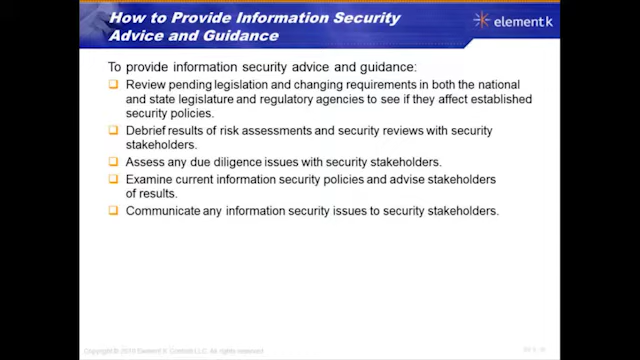 How to Provide Information Security
Advice and Guidance
element k
To provide information security advice and guidance:
Review pending legislation and changing requirements in both the national
and state legislature and regulatory agencies to see if they affect established
security policies.
Debrief results of risk assessments and security reviews with security
stakeholders.
Assess any due diligence issues with security stakeholders.
Examine current information security policies and advise stakeholders
of results.
Communicate any information security issues to security stakeholders.
Copyright © 2010 Element K Content LLC. All rights reserved.